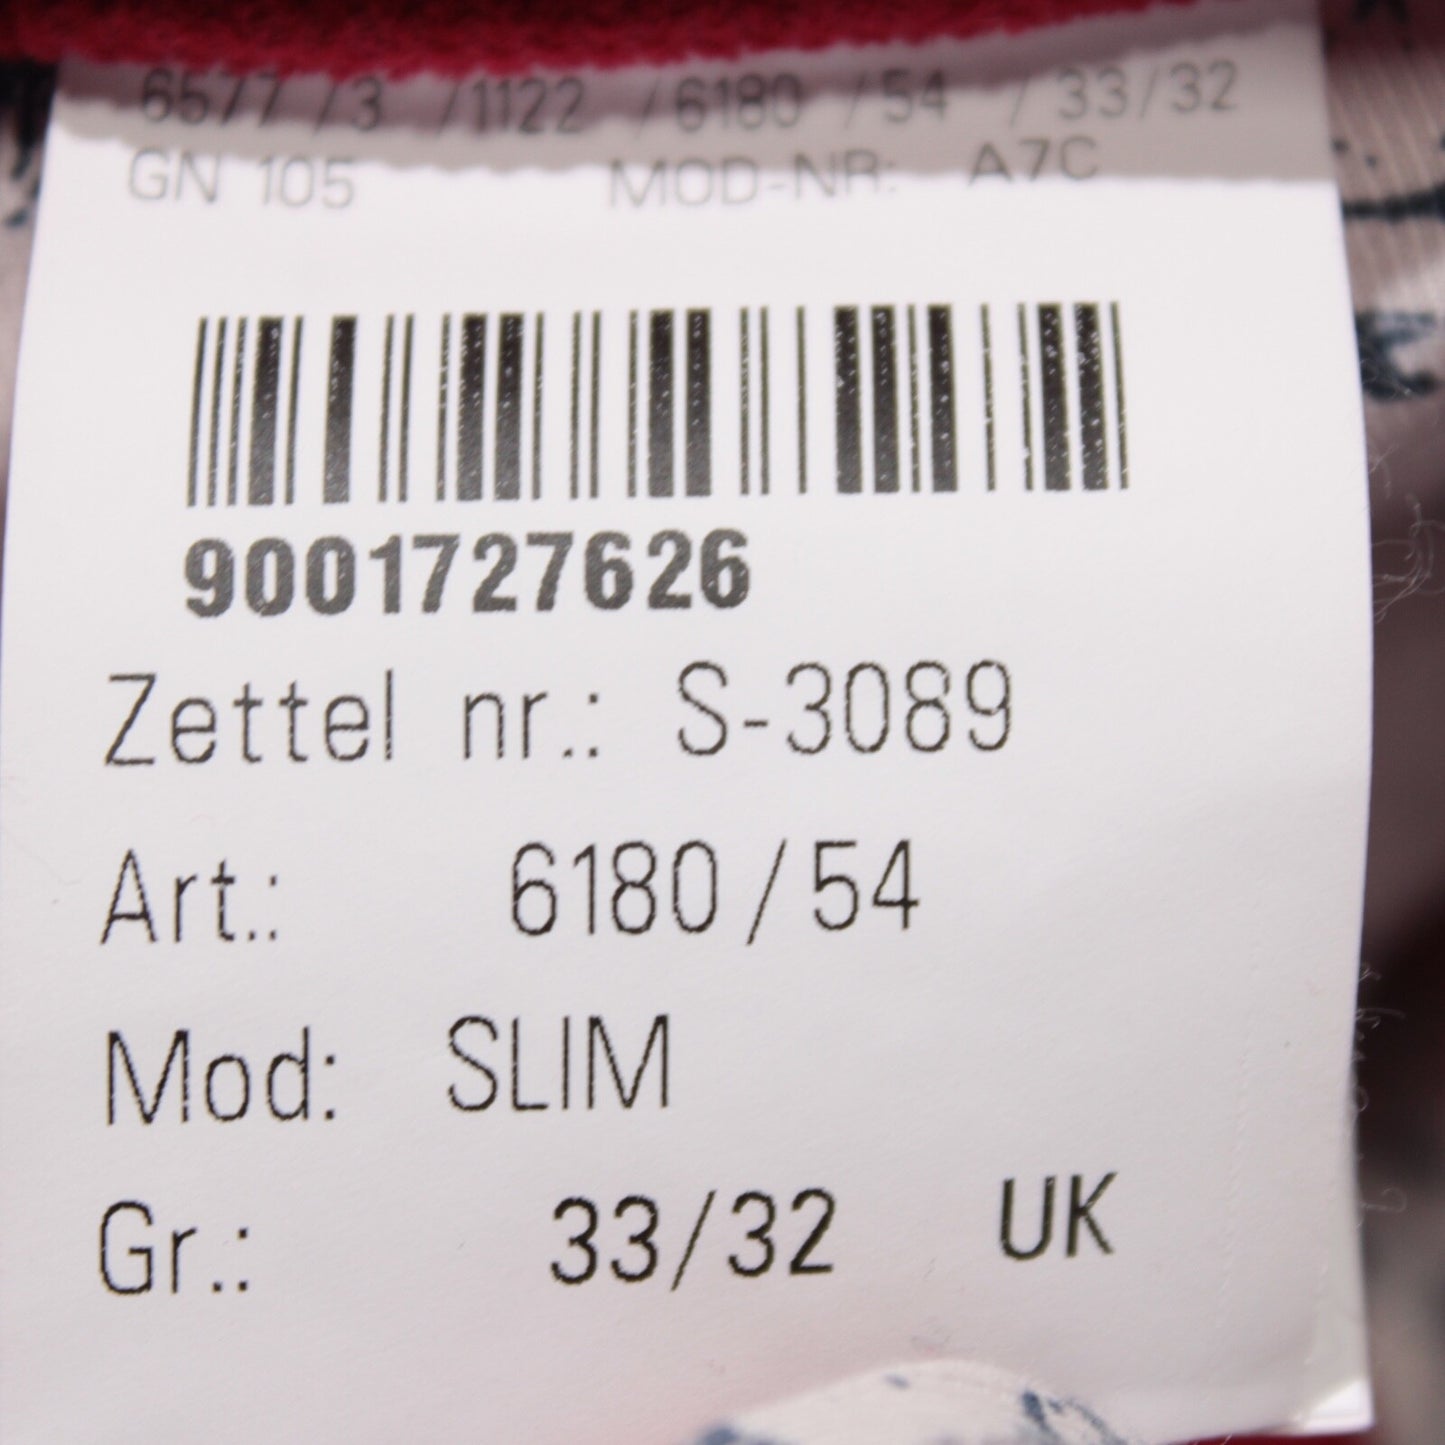 6577 /3 /1122 /6180 /54 / 33/32
GN 105 MOD-NR: A7C
9001727626
Zettel nr.: S-3089
Art.: 6180/54
Mod: SLIM
Gr.: 33/32 UK